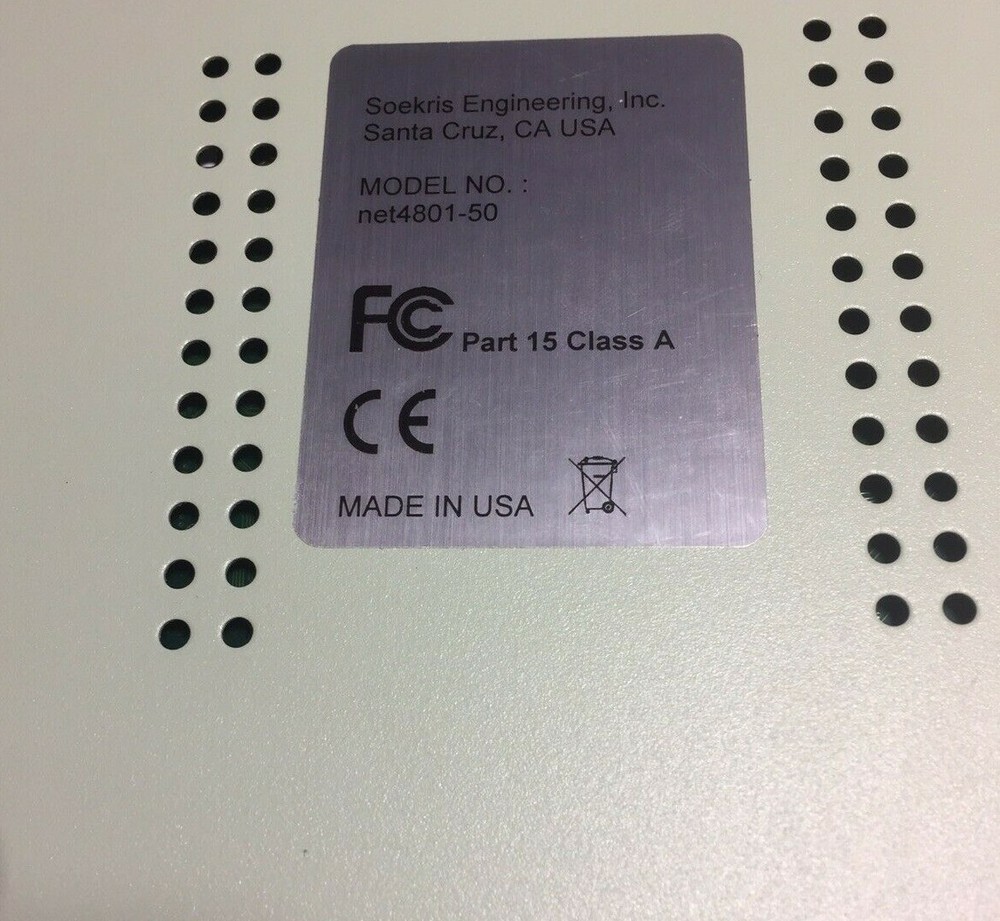 Soekris Engineering, Inc.
Santa Cruz, CA USA
MODEL NO. :
net4801-50
FC Part 15 Class A
CE
MADE IN USA